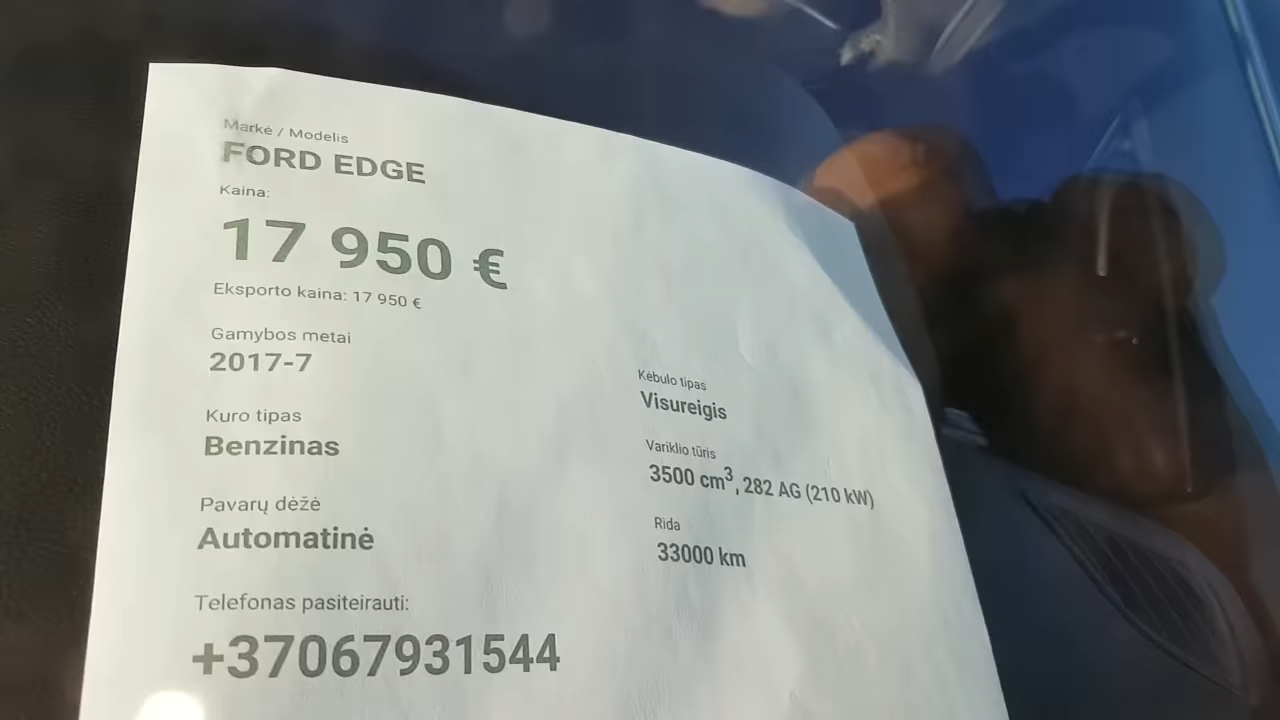 Markė / Modelis
FORD EDGE
Kaina:
17 950 €
Eksporto kaina: 17 950 €
Gamybos metai
2017-7
Kuro tipas
Benzinas
Pavarų dėžė
Automatinė
Kėbulo tipas
Visureigis
Variklio tūris
3500 cm³, 282 AG (210 kW)
Rida
33000 km
Telefonas pasiteirauti:
+37067931544